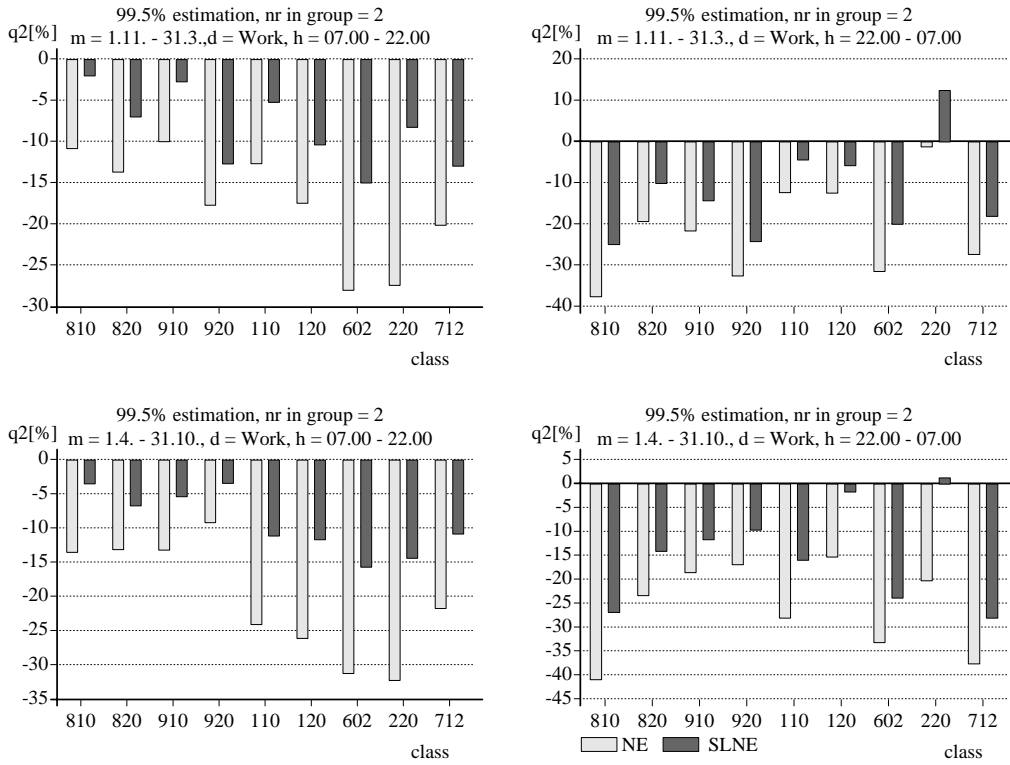 99.5% estimation, nr in group = 2
q2[%]
m = 1.11. - 31.3.,d = Work, h = 07.00 - 22.00
0
-5
-10
-15
-20
-25
-30
810 820 910 920 110 120 602 220 712
class
99.5% estimation, nr in group = 2
q2[%]
m = 1.11. - 31.3., d = Work, h = 22.00 - 07.00
20
10
0
-10
-20
-30
-40
810 820 910 920 110 120 602 220 712
class
99.5% estimation, nr in group = 2
q2[%]
m = 1.4. - 31.10., d = Work, h = 07.00 - 22.00
0
-5
-10
-15
-20
-25
-30
-35
810 820 910 920 110 120 602 220 712
class
99.5% estimation, nr in group = 2
q2[%]
m = 1.4. - 31.10., d = Work, h = 22.00 - 07.00
5
0
-5
-10
-15
-20
-25
-30
-35
-40
-45
810 820 910 920 110 120 602 220 712
NE SLNE
class